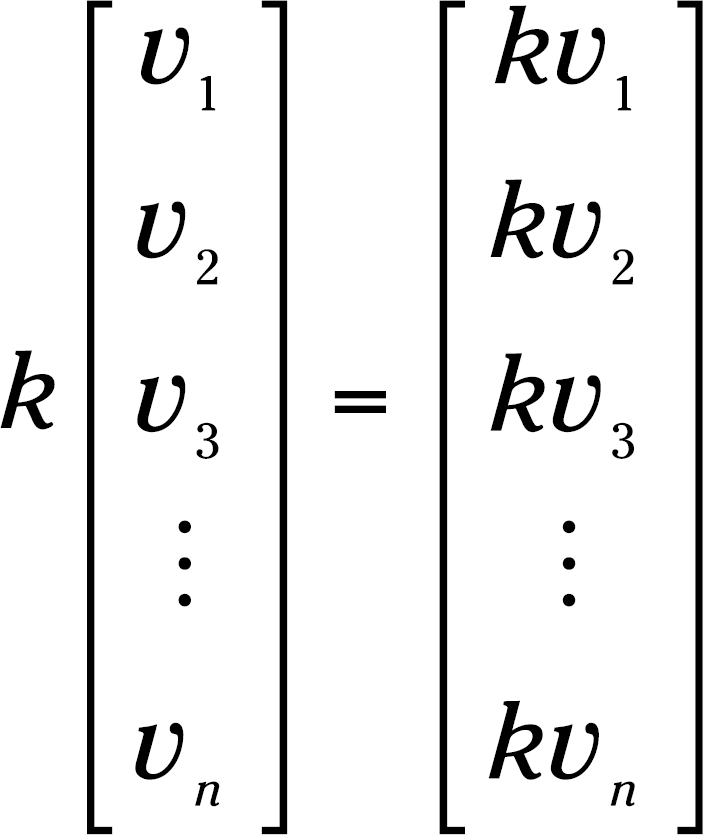 v₁ kv₁
v₂ kv₂
k v₃ = kv₃
⋮ ⋮
vₙ kvₙ